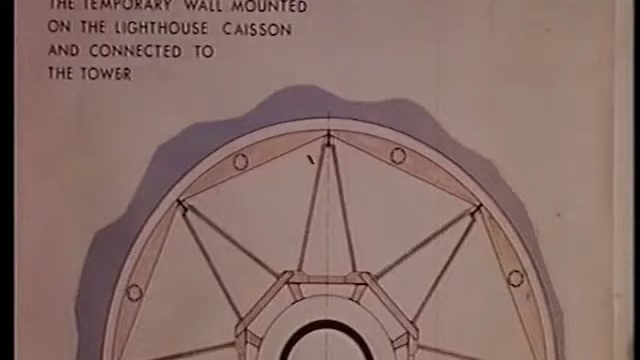 THE TEMPORARY WALL MOUNTED
ON THE LIGHTHOUSE CAISSON
AND CONNECTED TO
THE TOWER